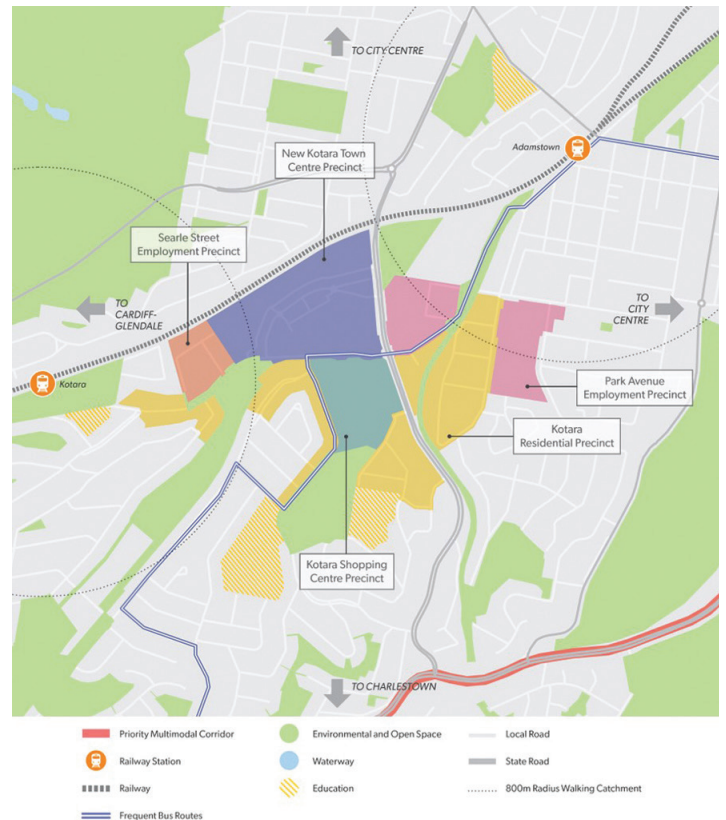 TO CITY CENTRE
Adamstown
New Kotara Town
Centre Precinct
Searle Street
Employment Precinct
TO
CARDIFF-
GLENDALE
TO
CITY
CENTRE
Kotara
Park Avenue
Employment Precinct
Kotara
Residential Precinct
Kotara Shopping
Centre Precinct
TO CHARLESTOWN
Priority Multimodal Corridor
Railway Station
Railway
Frequent Bus Routes
Environmental and Open Space
Waterway
Education
Local Road
State Road
800m Radius Walking Catchment